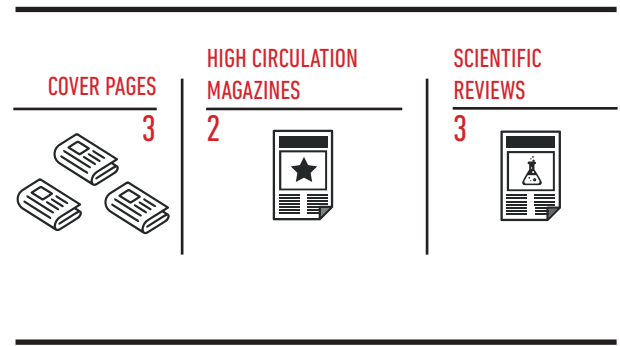 COVER PAGES
3
HIGH CIRCULATION
MAGAZINES
2
SCIENTIFIC
REVIEWS
3